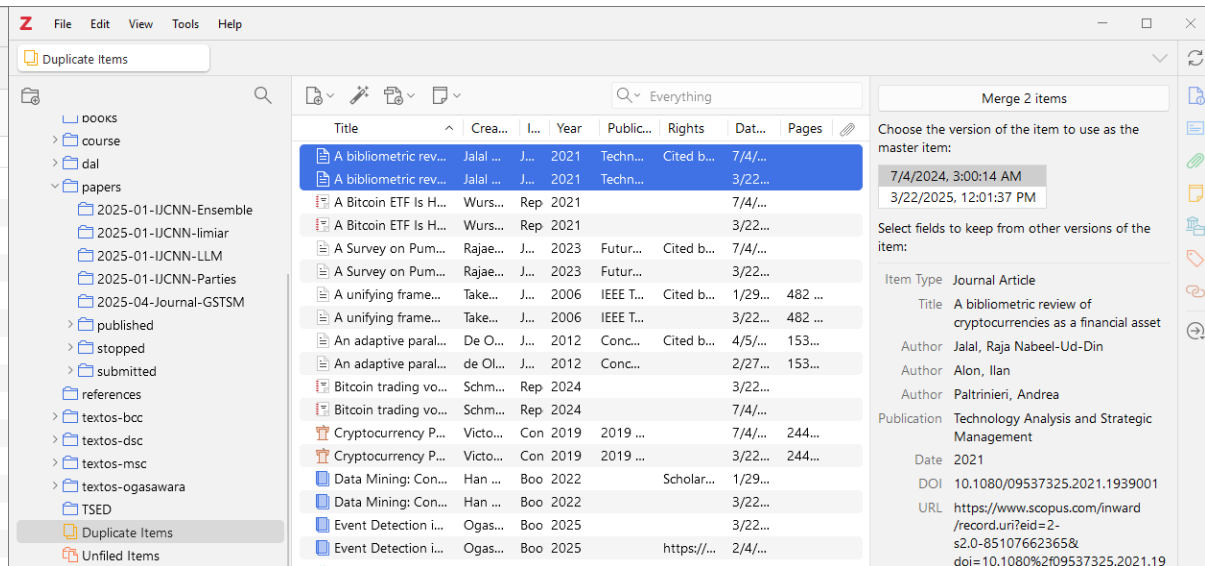 Z File Edit View Tools Help
Duplicate Items
Everything
books
course
dal
papers
2025-01-IJCNN-Ensemble
2025-01-IJCNN-limiar
2025-01-IJCNN-LLM
2025-01-IJCNN-Parties
2025-04-Journal-GSTSM
published
stopped
submitted
references
textos-bcc
textos-dsc
textos-msc
textos-ogasawara
TSED
Duplicate Items
Unfiled Items
Title Crea... I... Year Public... Rights Dat... Pages
A bibliometric rev... Jalal ... J... 2021 Techn... Cited b... 7/4/...
A bibliometric rev... Jalal ... J... 2021 Techn... 3/22...
A Bitcoin ETF Is H... Wurs... Rep 2021 7/4/...
A Bitcoin ETF Is H... Wurs... Rep 2021 3/22...
A Survey on Pum... Rajae... J... 2023 Futur... Cited b... 7/4/...
A Survey on Pum... Rajae... J... 2023 Futur... 3/22...
A unifying frame... Take... J... 2006 IEEE T... Cited b... 1/29... 482 ...
A unifying frame... Take... J... 2006 IEEE T... 3/22... 482 ...
An adaptive paral... De O... J... 2012 Conc... Cited b... 4/5/... 153...
An adaptive paral... de Ol... J... 2012 Conc... 2/27... 153...
Bitcoin trading vo... Schm... Rep 2024 3/22...
Bitcoin trading vo... Schm... Rep 2024 7/4/...
Cryptocurrency P... Victo... Con 2019 2019 ... 7/4/... 244...
Cryptocurrency P... Victo... Con 2019 2019 ... 3/22... 244...
Data Mining: Con... Han ... Boo 2022 Scholar... 1/29...
Data Mining: Con... Han ... Boo 2022 3/22...
Event Detection i... Ogas... Boo 2025 3/22...
Event Detection i... Ogas... Boo 2025 https://... 2/4/...
Merge 2 items
Choose the version of the item to use as the
master item:
7/4/2024, 3:00:14 AM
3/22/2025, 12:01:37 PM
Select fields to keep from other versions of the
item:
Item Type Journal Article
Title A bibliometric review of
cryptocurrencies as a financial asset
Author Jalal, Raja Nabeel-Ud-Din
Author Alon, Ilan
Author Paltrinieri, Andrea
Publication Technology Analysis and Strategic
Management
Date 2021
DOI 10.1080/09537325.2021.1939001
URL https://www.scopus.com/inward
/record.uri?eid=2-
s2.0-85107662365&
doi=10.1080%2f09537325.2021.19